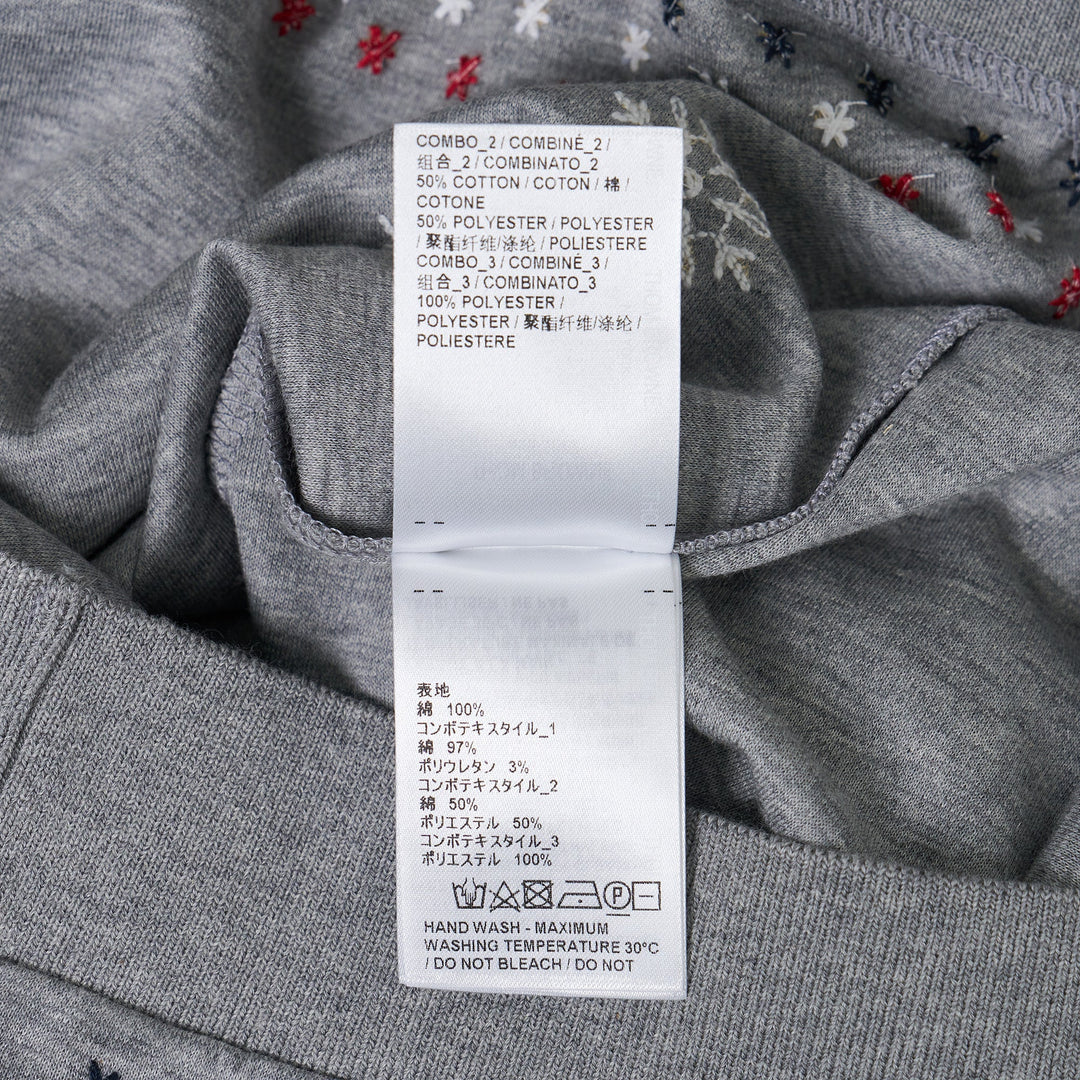 COMBO_2 / COMBINÉ_2 /
组合_2 / COMBINATO_2
50% COTTON / COTON / 棉 /
COTONE
50% POLYESTER / POLYESTER
/ 聚酯纤维/涤纶 / POLIESTERE
COMBO_3 / COMBINÉ_3 /
组合_3 / COMBINATO_3
100% POLYESTER /
POLYESTER / 聚酯纤维/涤纶 /
POLIESTERE
表地
綿 100%
コンボテキスタイル_1
綿 97%
ポリウレタン 3%
コンボテキスタイル_2
綿 50%
ポリエステル 50%
コンボテキスタイル_3
ポリエステル 100%
P
HAND WASH - MAXIMUM
WASHING TEMPERATURE 30°C
/ DO NOT BLEACH / DO NOT